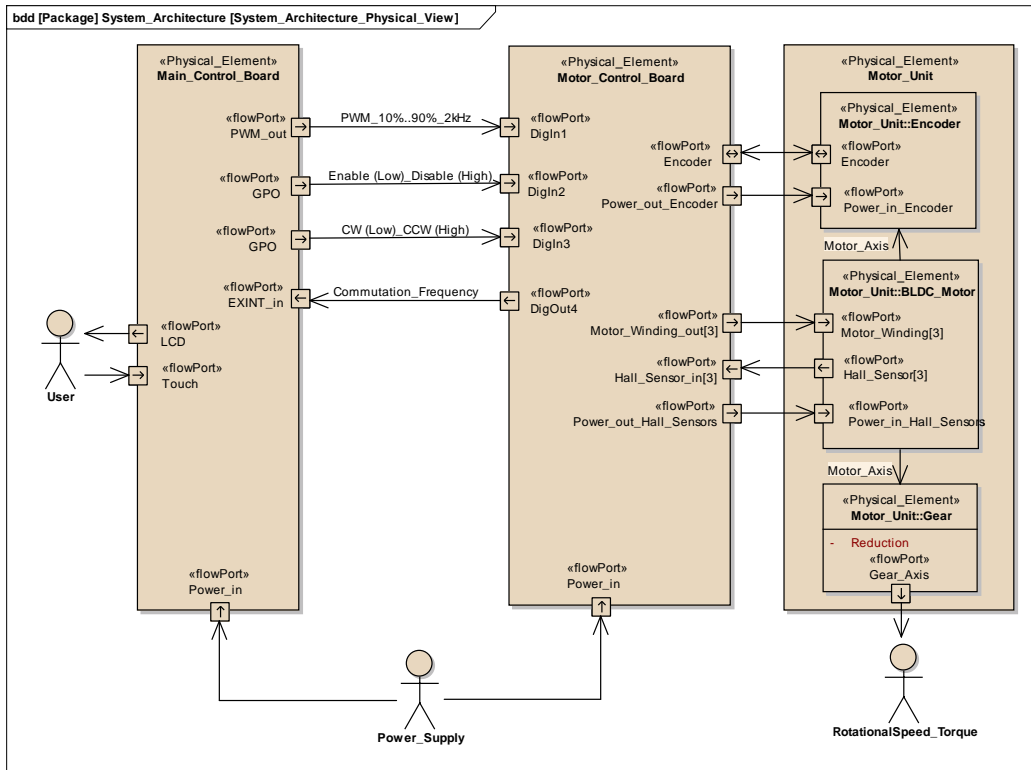 bdd [Package] System_Architecture [System_Architecture_Physical_View]
«Physical_Element»
Main_Control_Board
«flowPort»
PWM_out
«flowPort»
GPO
«flowPort»
GPO
«flowPort»
EXINT_in
«flowPort»
LCD
«flowPort»
Touch
«flowPort»
Power_in
User
PWM_10%..90%_2kHz
Enable (Low)_Disable (High)
CW (Low)_CCW (High)
Commutation_Frequency
«Physical_Element»
Motor_Control_Board
«flowPort»
DigIn1
«flowPort»
DigIn2
«flowPort»
DigIn3
«flowPort»
DigOut4
«flowPort»
Encoder
«flowPort»
Power_out_Encoder
«flowPort»
Motor_Winding_out[3]
«flowPort»
Hall_Sensor_in[3]
«flowPort»
Power_out_Hall_Sensors
«flowPort»
Power_in
Power_Supply
«Physical_Element»
Motor_Unit
«Physical_Element»
Motor_Unit::Encoder
«flowPort»
Encoder
«flowPort»
Power_in_Encoder
Motor_Axis
«Physical_Element»
Motor_Unit::BLDC_Motor
«flowPort»
Motor_Winding[3]
«flowPort»
Hall_Sensor[3]
«flowPort»
Power_in_Hall_Sensors
Motor_Axis
«Physical_Element»
Motor_Unit::Gear
- Reduction
«flowPort»
Gear_Axis
RotationalSpeed_Torque